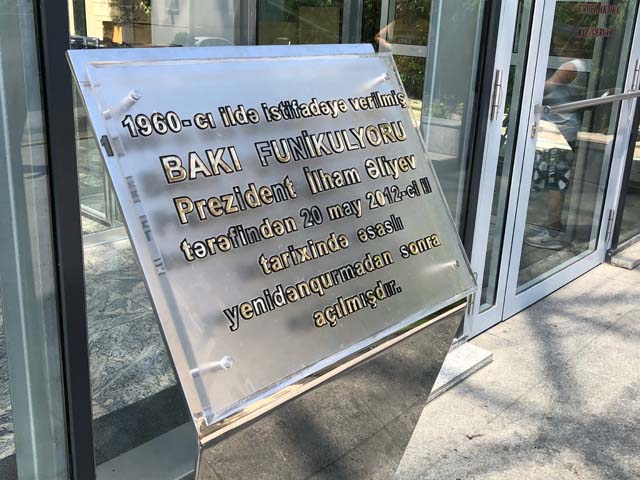 1960-cı ildə istifadəyə verilmiş
BAKI FUNİKULYORU
Prezident İlham Əliyev
tərəfindən 20 may 2012-ci il
tarixində əsaslı
yenidənqurmadan sonra
açılmışdır.